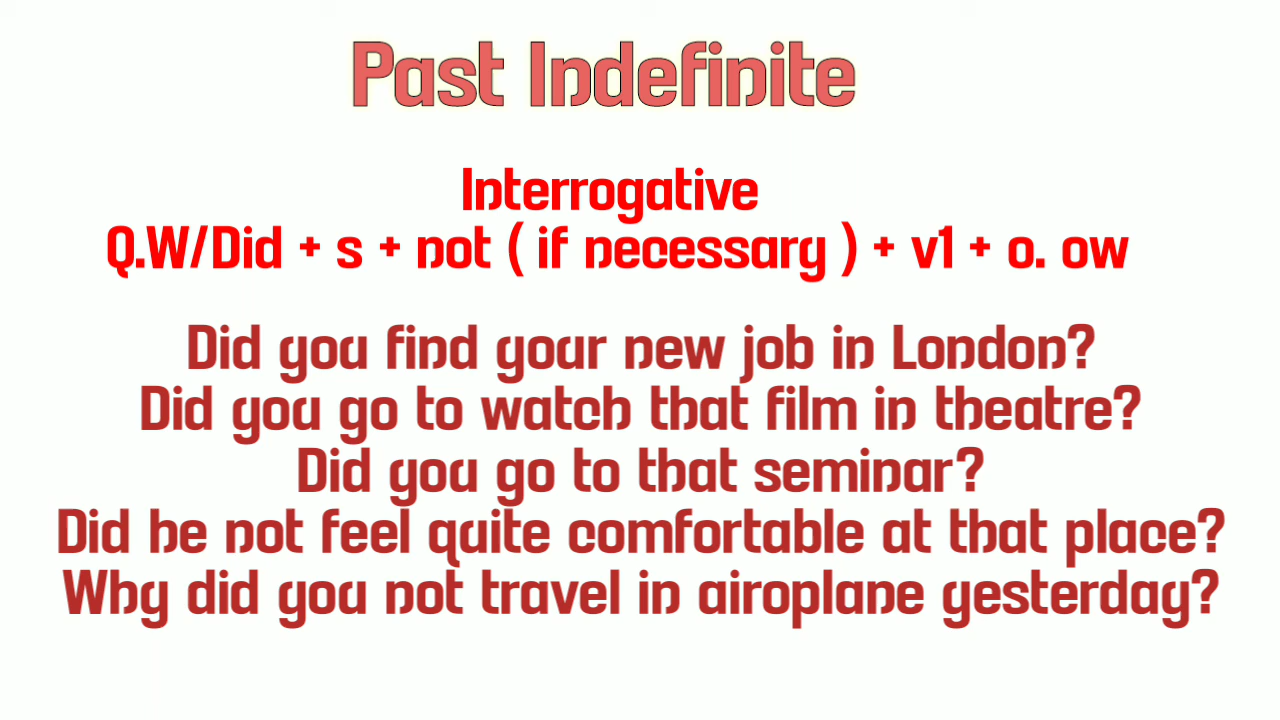 Past Indefinite
Interrogative
Q.W/Did + s + not ( if necessary ) + v1 + o. ow
Did you find your new job in London?
Did you go to watch that film in theatre?
Did you go to that seminar?
Did he not feel quite comfortable at that place?
Why did you not travel in airoplane yesterday?